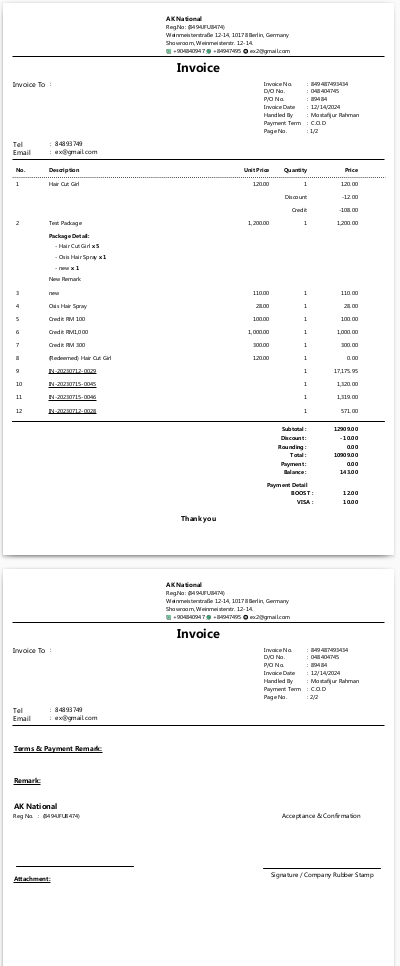 AK National
Reg No: (8494JFU8474)
Weinmeisterstraße 12-14, 10178 Berlin, Germany
Showroom, Weinmeisterstr. 12-14.
+904840947 +84947495 ex2@gmail.com
Invoice
Invoice To :
Invoice No. : 849487493434
D/O No. : 048404745
P/O No. : 89484
Invoice Date : 12/14/2024
Handled By : Mostafijur Rahman
Payment Term : C.O.D
Page No. : 1/2
Tel : 84893749
Email : ex@gmail.com
No. Description Unit Price Quantity Price
1 Hair Cut Girl 120.00 1 120.00
Discount -12.00
Credit -108.00
2 Test Package 1,200.00 1 1,200.00
Package Detail:
- Hair Cut Girl x 5
- Osis Hair Spray x 1
- new x 1
New Remark
3 new 110.00 1 110.00
4 Osis Hair Spray 28.00 1 28.00
5 Credit RM 100 100.00 1 100.00
6 Credit RM1,000 1,000.00 1 1,000.00
7 Credit RM 300 300.00 1 300.00
8 (Redeemed) Hair Cut Girl 120.00 1 0.00
9 IN-20230712-0029 1 17,175.95
10 IN-20230715-0045 1 1,320.00
11 IN-20230715-0046 1 1,319.00
12 IN-20230712-0028 1 571.00
Subtotal : 12909.00
Discount : -10.00
Rounding : 0.00
Total : 10909.00
Payment : 0.00
Balance : 143.00
Payment Detail
BOOST : 12.00
VISA : 10.00
Thank you
AK National
Reg No: (8494JFU8474)
Weinmeisterstraße 12-14, 10178 Berlin, Germany
Showroom, Weinmeisterstr. 12-14.
+904840947 +84947495 ex2@gmail.com
Invoice
Invoice To :
Invoice No. : 849487493434
D/O No. : 048404745
P/O No. : 89484
Invoice Date : 12/14/2024
Handled By : Mostafijur Rahman
Payment Term : C.O.D
Page No. : 2/2
Tel : 84893749
Email : ex@gmail.com
Terms & Payment Remark:
Remark:
AK National
Reg No. : (8494JFU8474)
Acceptance & Confirmation
Signature / Company Rubber Stamp
Attachment: